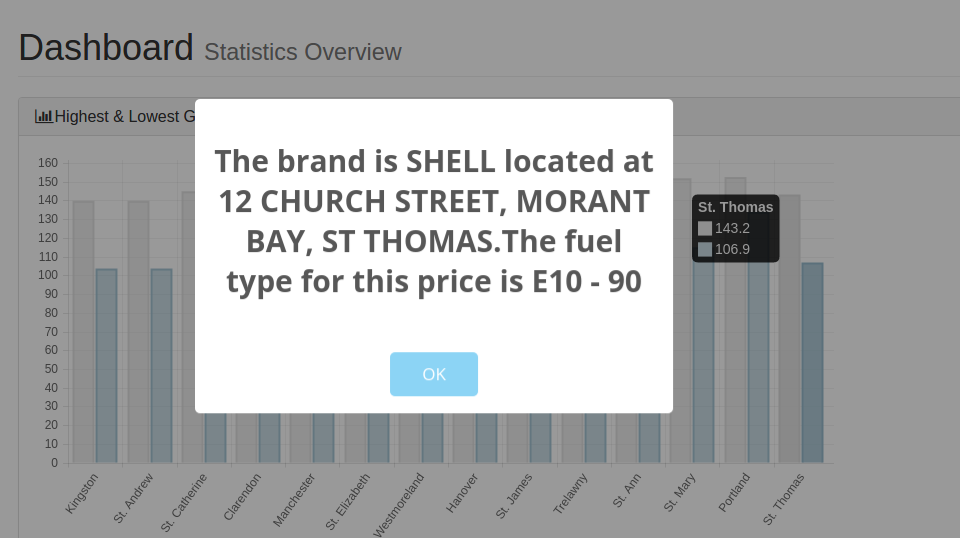 Dashboard Statistics Overview
Highest & Lowest G
The brand is SHELL located at
12 CHURCH STREET, MORANT
BAY, ST THOMAS.The fuel
type for this price is E10 - 90
OK
St. Thomas
143.2
106.9
160
150
140
130
120
110
100
90
80
70
60
50
40
30
20
10
0
Kingston
St. Andrew
St. Catherine
Clarendon
Manchester
St. Elizabeth
Westmoreland
Hanover
St. James
Trelawny
St. Ann
St. Mary
Portland
St. Thomas